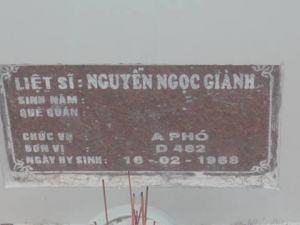 LIỆT SĨ: NGUYỄN NGỌC GIÀNH
SINH NĂM :
QUÊ QUÁN :
CHỨC VỤ : A PHÓ
ĐƠN VỊ : D 482
NGÀY HY SINH : 16-02-1968